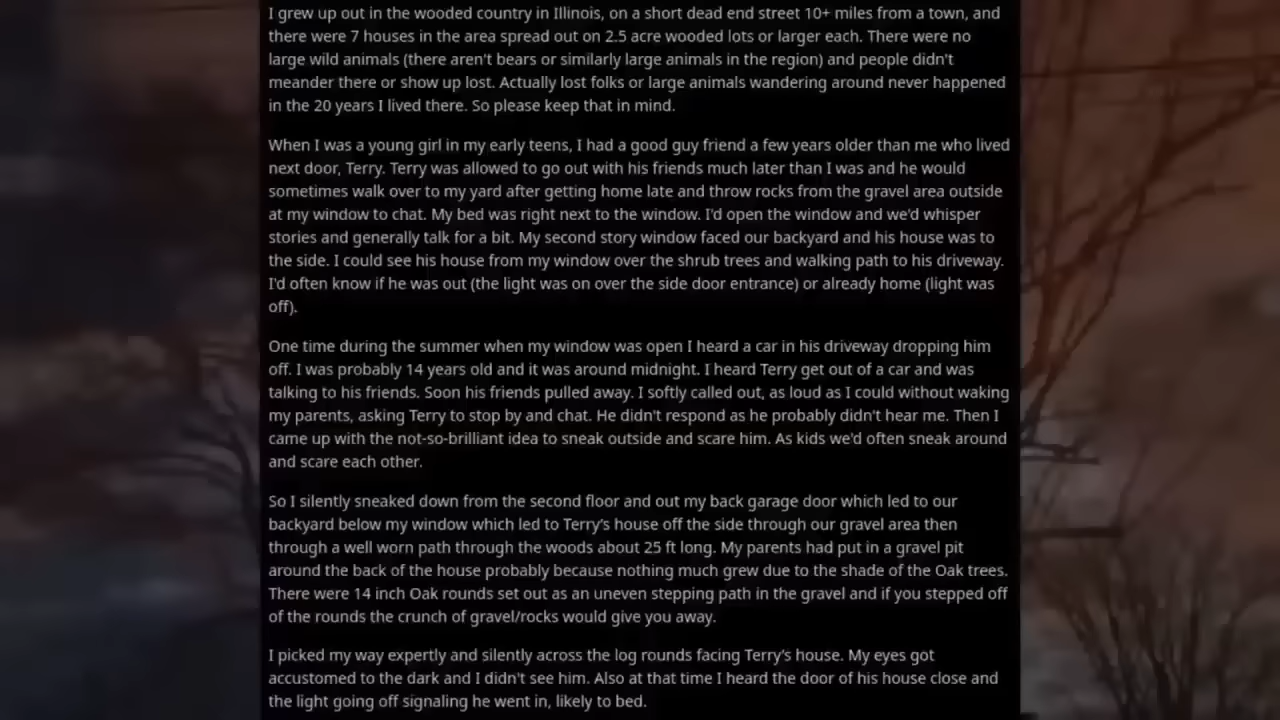 I grew up out in the wooded country in Illinois, on a short dead end street 10+ miles from a town, and
there were 7 houses in the area spread out on 2.5 acre wooded lots or larger each. There were no
large wild animals (there aren't bears or similarly large animals in the region) and people didn't
meander there or show up lost. Actually lost folks or large animals wandering around never happened
in the 20 years I lived there. So please keep that in mind.
When I was a young girl in my early teens, I had a good guy friend a few years older than me who lived
next door, Terry. Terry was allowed to go out with his friends much later than I was and he would
sometimes walk over to my yard after getting home late and throw rocks from the gravel area outside
at my window to chat. My bed was right next to the window. I'd open the window and we'd whisper
stories and generally talk for a bit. My second story window faced our backyard and his house was to
the side. I could see his house from my window over the shrub trees and walking path to his driveway.
I'd often know if he was out (the light was on over the side door entrance) or already home (light was
off).
One time during the summer when my window was open I heard a car in his driveway dropping him
off. I was probably 14 years old and it was around midnight. I heard Terry get out of a car and was
talking to his friends. Soon his friends pulled away. I softly called out, as loud as I could without waking
my parents, asking Terry to stop by and chat. He didn't respond as he probably didn't hear me. Then I
came up with the not-so-brilliant idea to sneak outside and scare him. As kids we'd often sneak around
and scare each other.
So I silently sneaked down from the second floor and out my back garage door which led to our
backyard below my window which led to Terry's house off the side through our gravel area then
through a well worn path through the woods about 25 ft long. My parents had put in a gravel pit
around the back of the house probably because nothing much grew due to the shade of the Oak trees.
There were 14 inch Oak rounds set out as an uneven stepping path in the gravel and if you stepped off
of the rounds the crunch of gravel/rocks would give you away.
I picked my way expertly and silently across the log rounds facing Terry's house. My eyes got
accustomed to the dark and I didn't see him. Also at that time I heard the door of his house close and
the light going off signaling he went in, likely to bed.